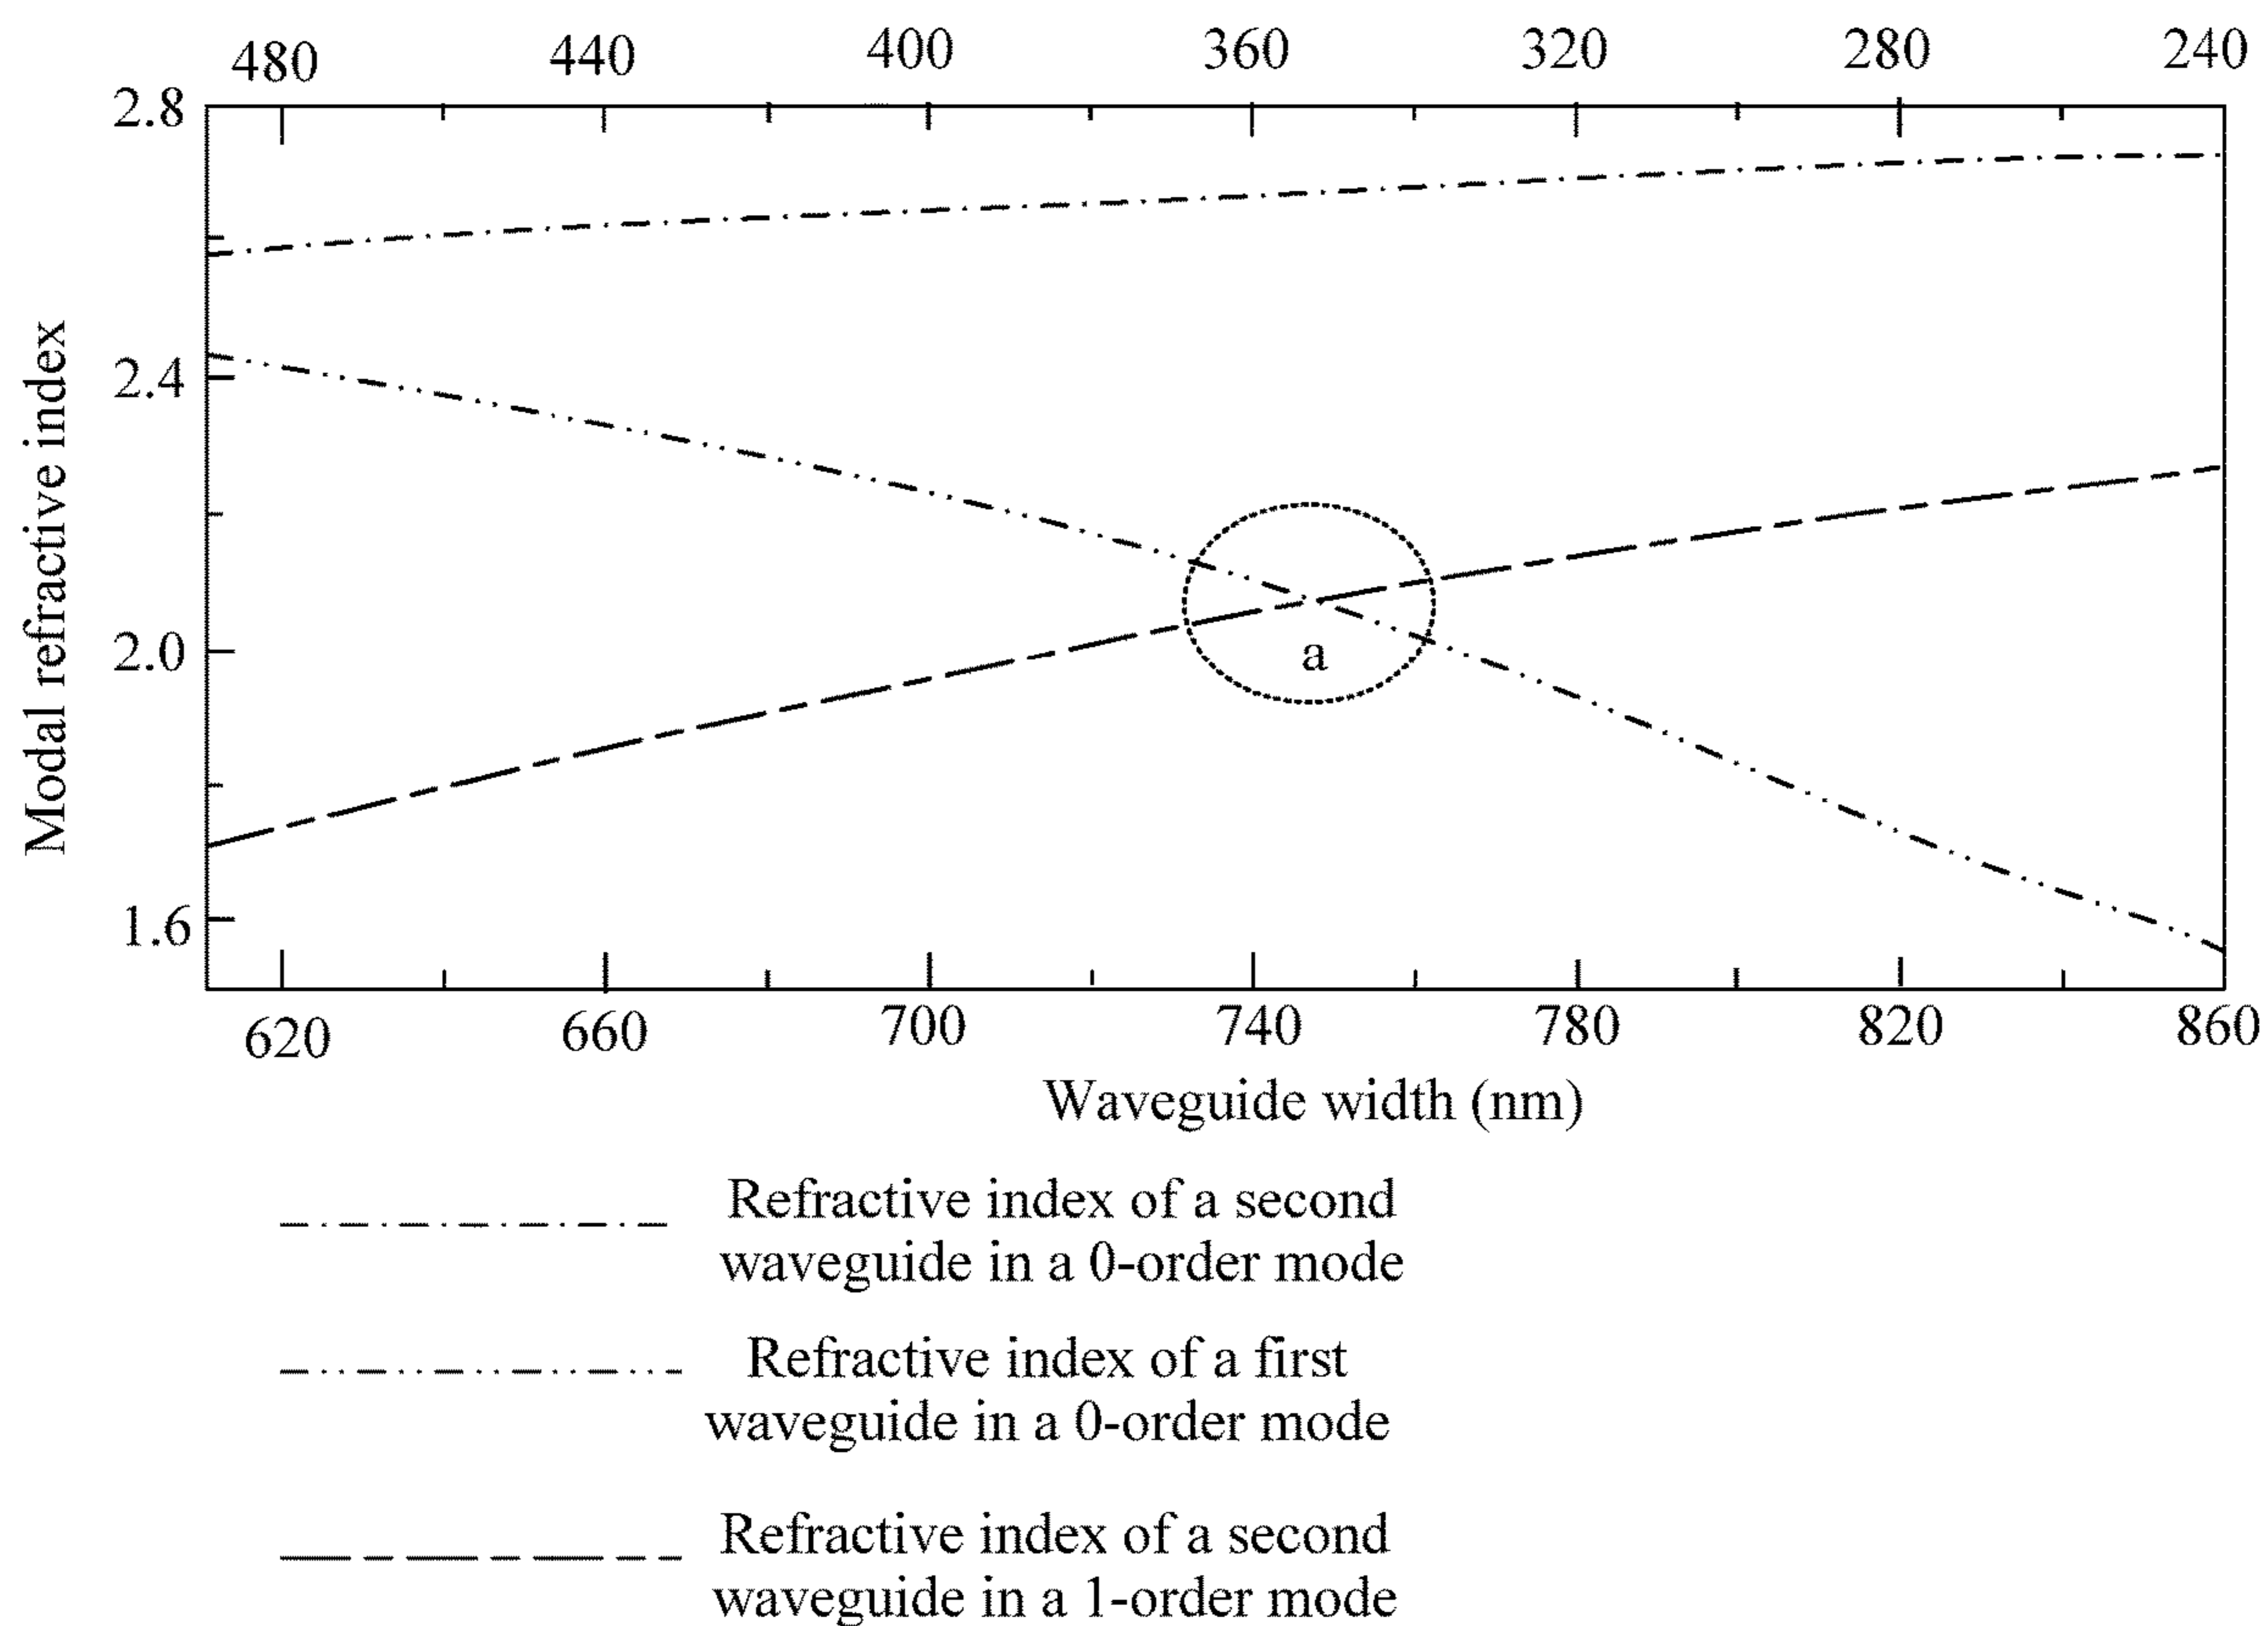 480 440 400 360 320 280 240
2.8
2.4
2.0
1.6
Modal refractive index
a
620 660 700 740 780 820 860
Waveguide width (nm)
Refractive index of a second
waveguide in a 0-order mode
Refractive index of a first
waveguide in a 0-order mode
Refractive index of a second
waveguide in a 1-order mode